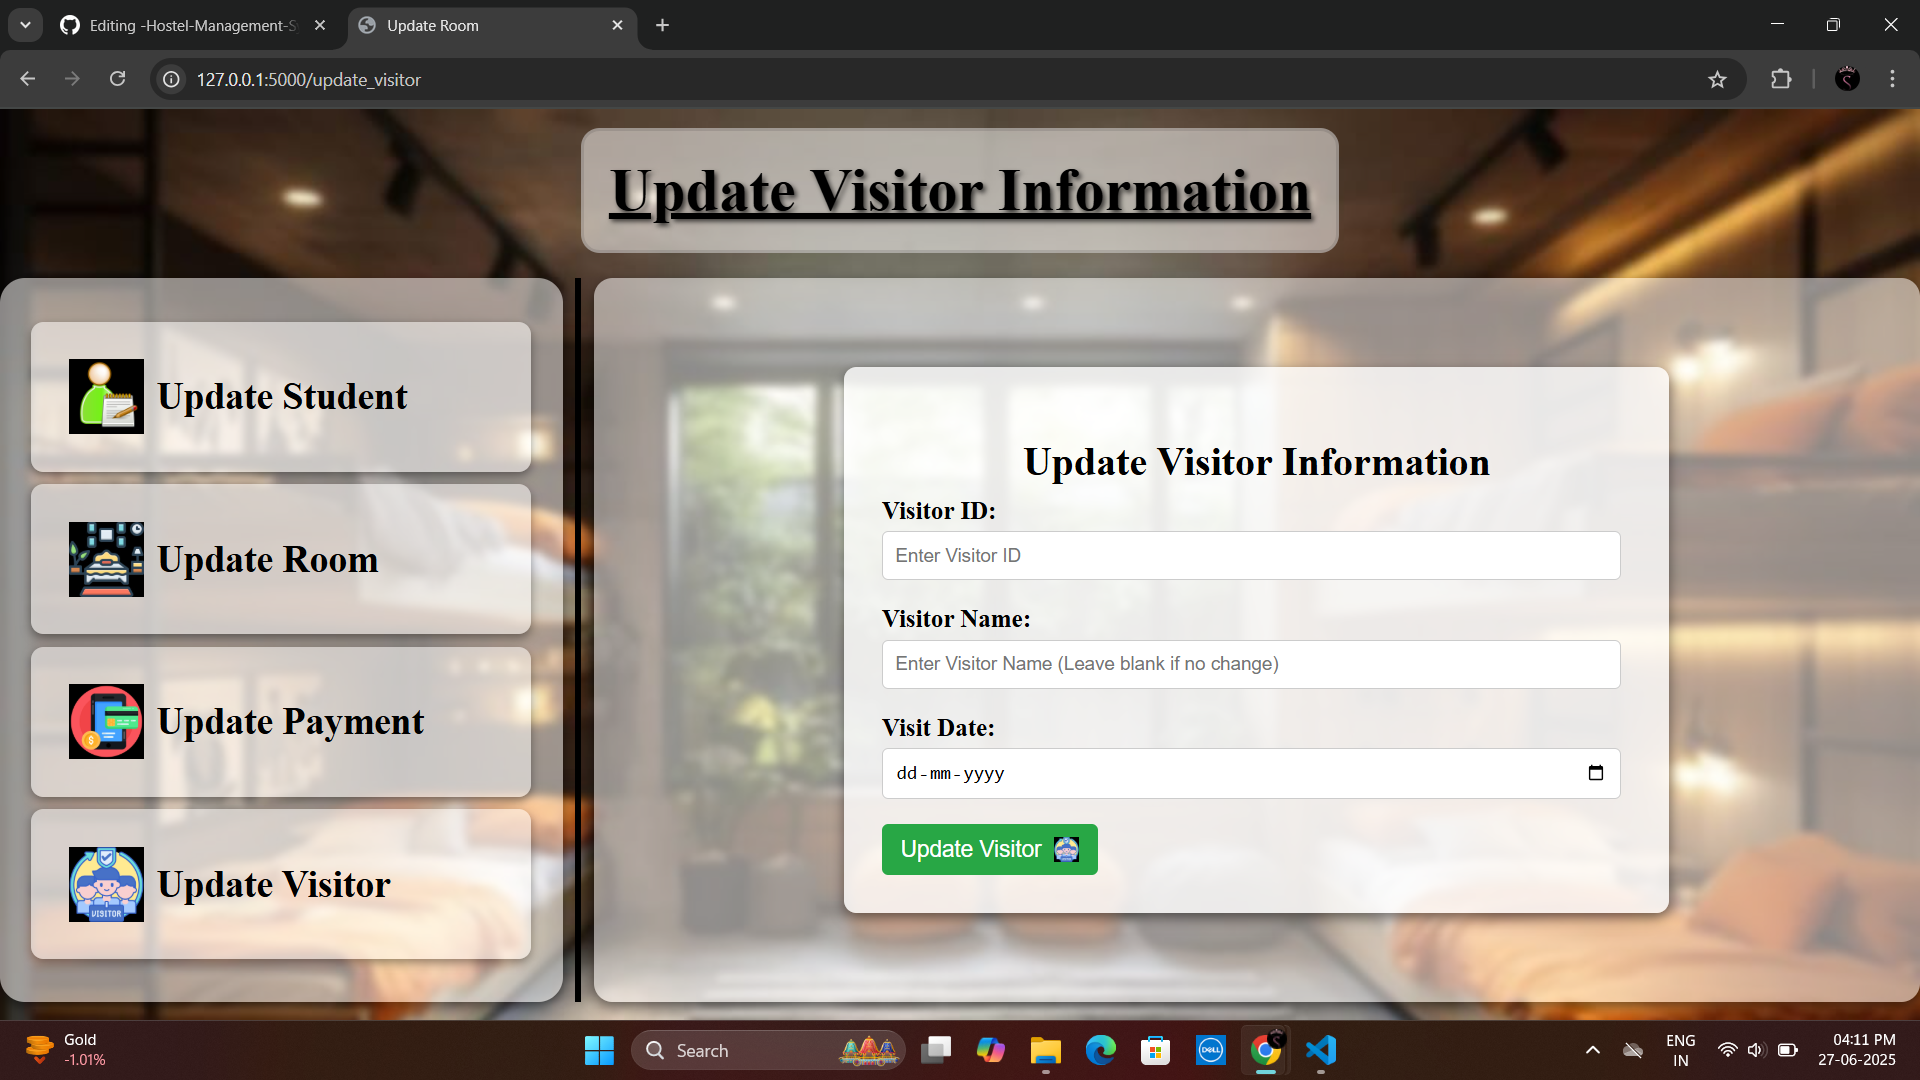 Editing -Hostel-Management-S
Update Room
127.0.0.1:5000/update_visitor
Update Visitor Information
Update Student
Update Room
Update Payment
VISITOR
Update Visitor
Update Visitor Information
Visitor ID:
Enter Visitor ID
Visitor Name:
Enter Visitor Name (Leave blank if no change)
Visit Date:
dd-mm-yyyy
Update Visitor
Gold
-1.01%
Search
DELL
ENG
IN
04:11 PM
27-06-2025